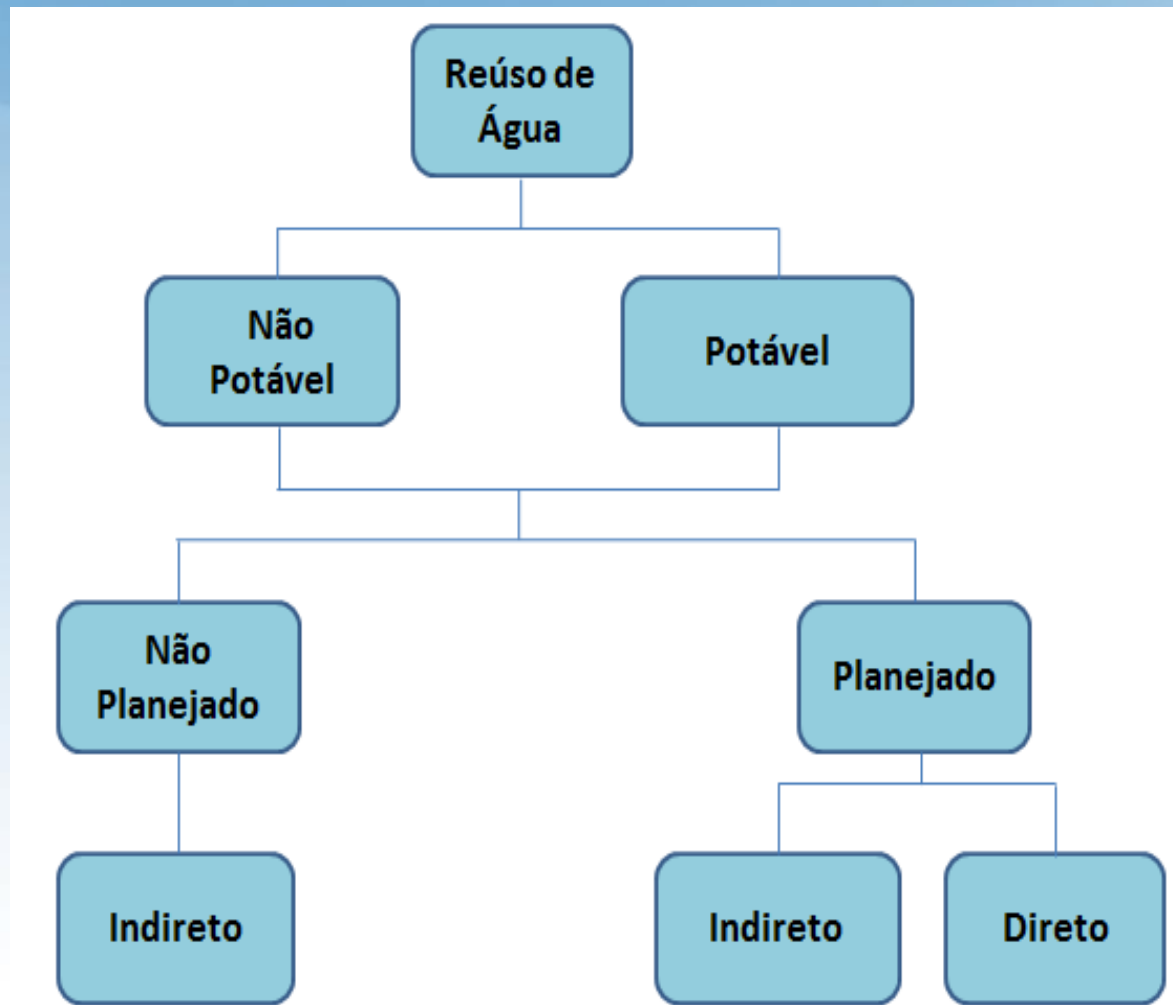 Reúso de
Água
Não
Potável
Potável
Não
Planejado
Planejado
Indireto
Indireto
Direto